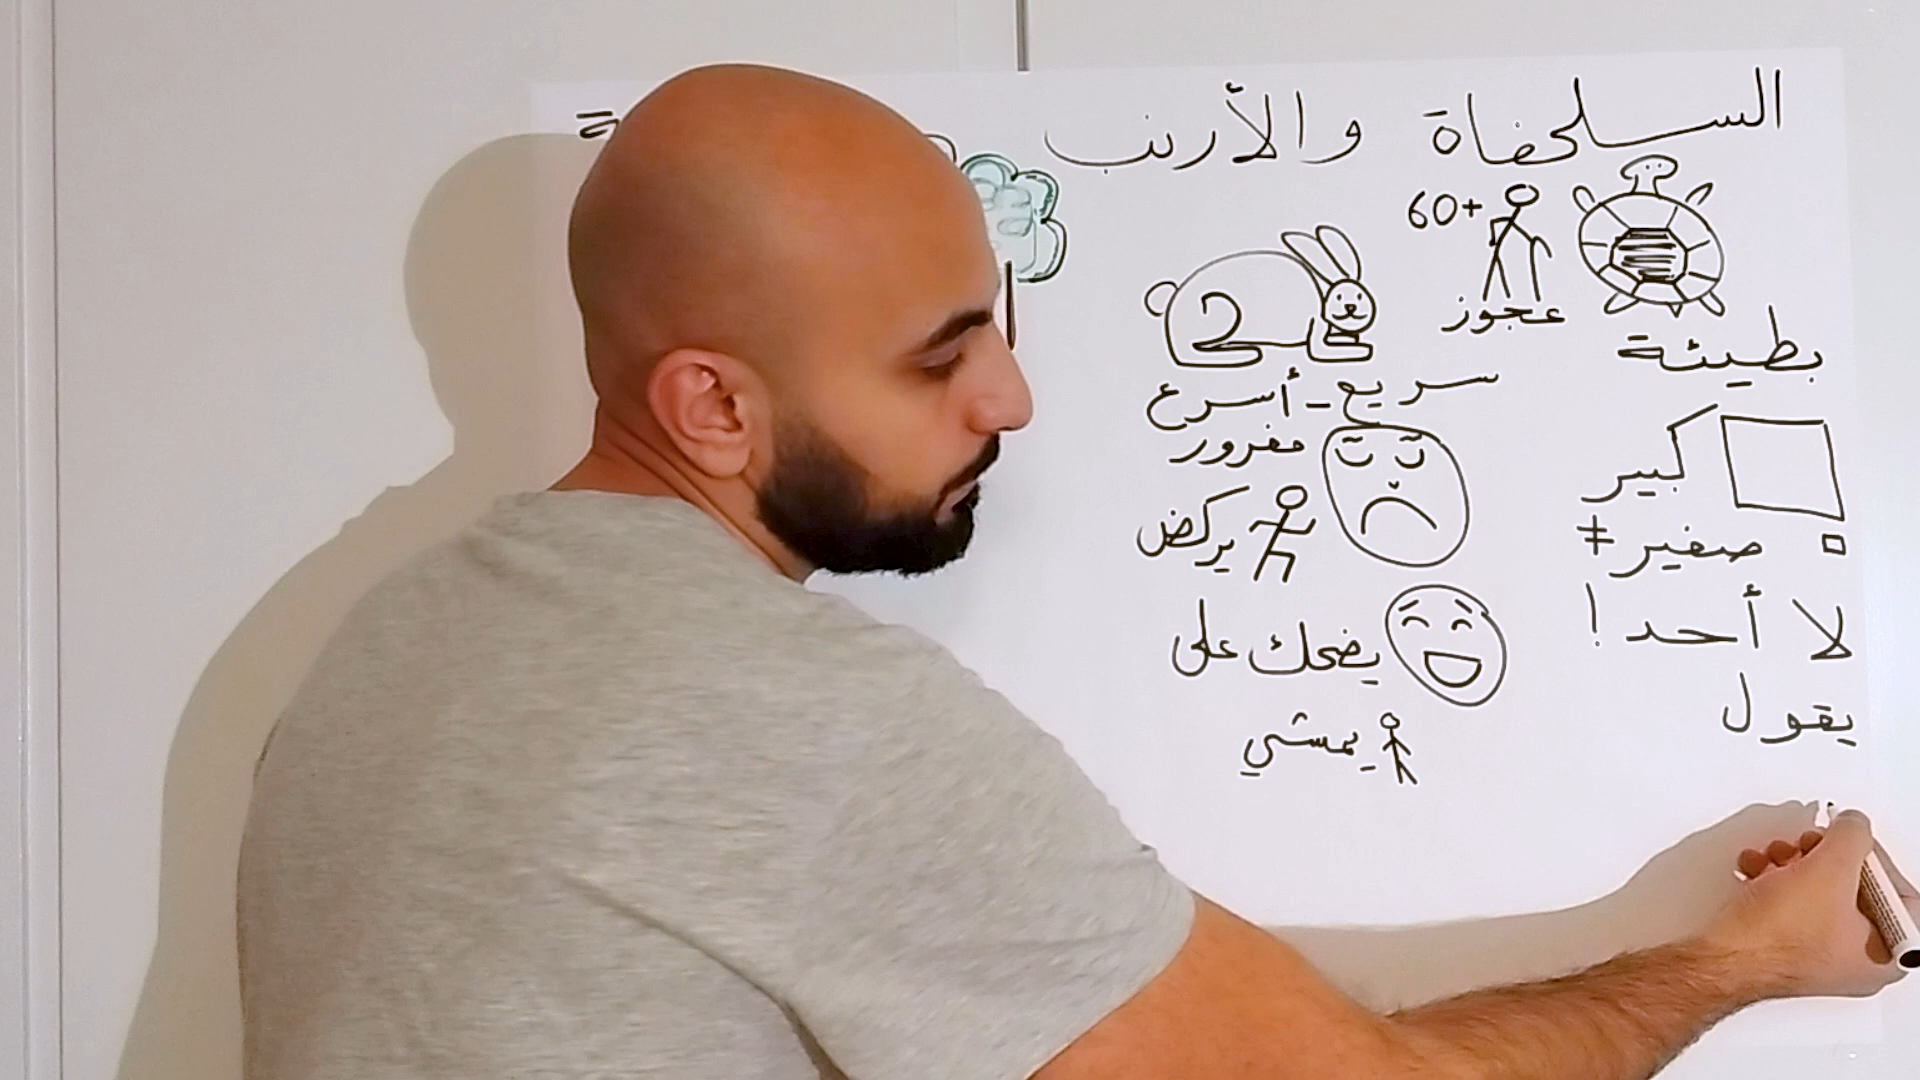 السلحفاة والأرنب
60+
عجوز
بطيئة
سريع - أسرع
مغرور
كبير
يركض
صغير ≠
لا أحد!
يضحك على
يقول
يمشي